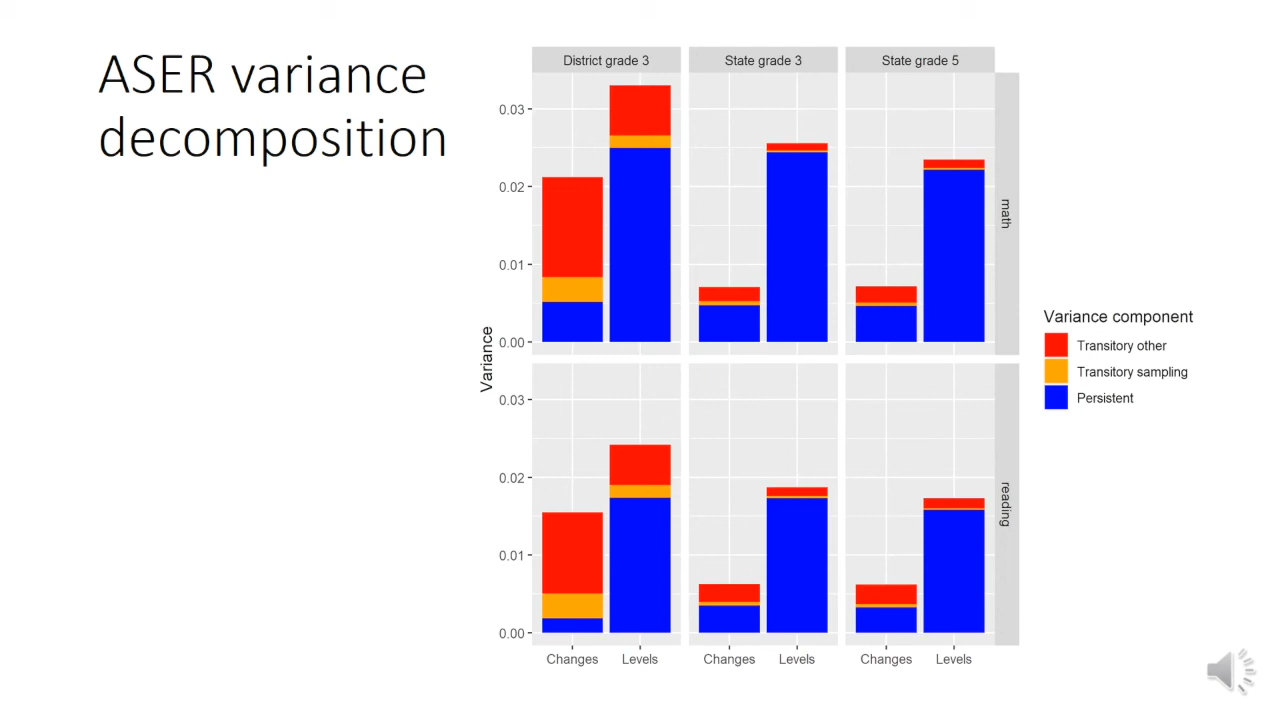 ASER variance
decomposition
District grade 3
State grade 3
State grade 5
0.03
0.02
0.01
0.00
math
Variance
0.03
0.02
0.01
0.00
reading
Changes
Levels
Changes
Levels
Changes
Levels
Variance component
Transitory other
Transitory sampling
Persistent